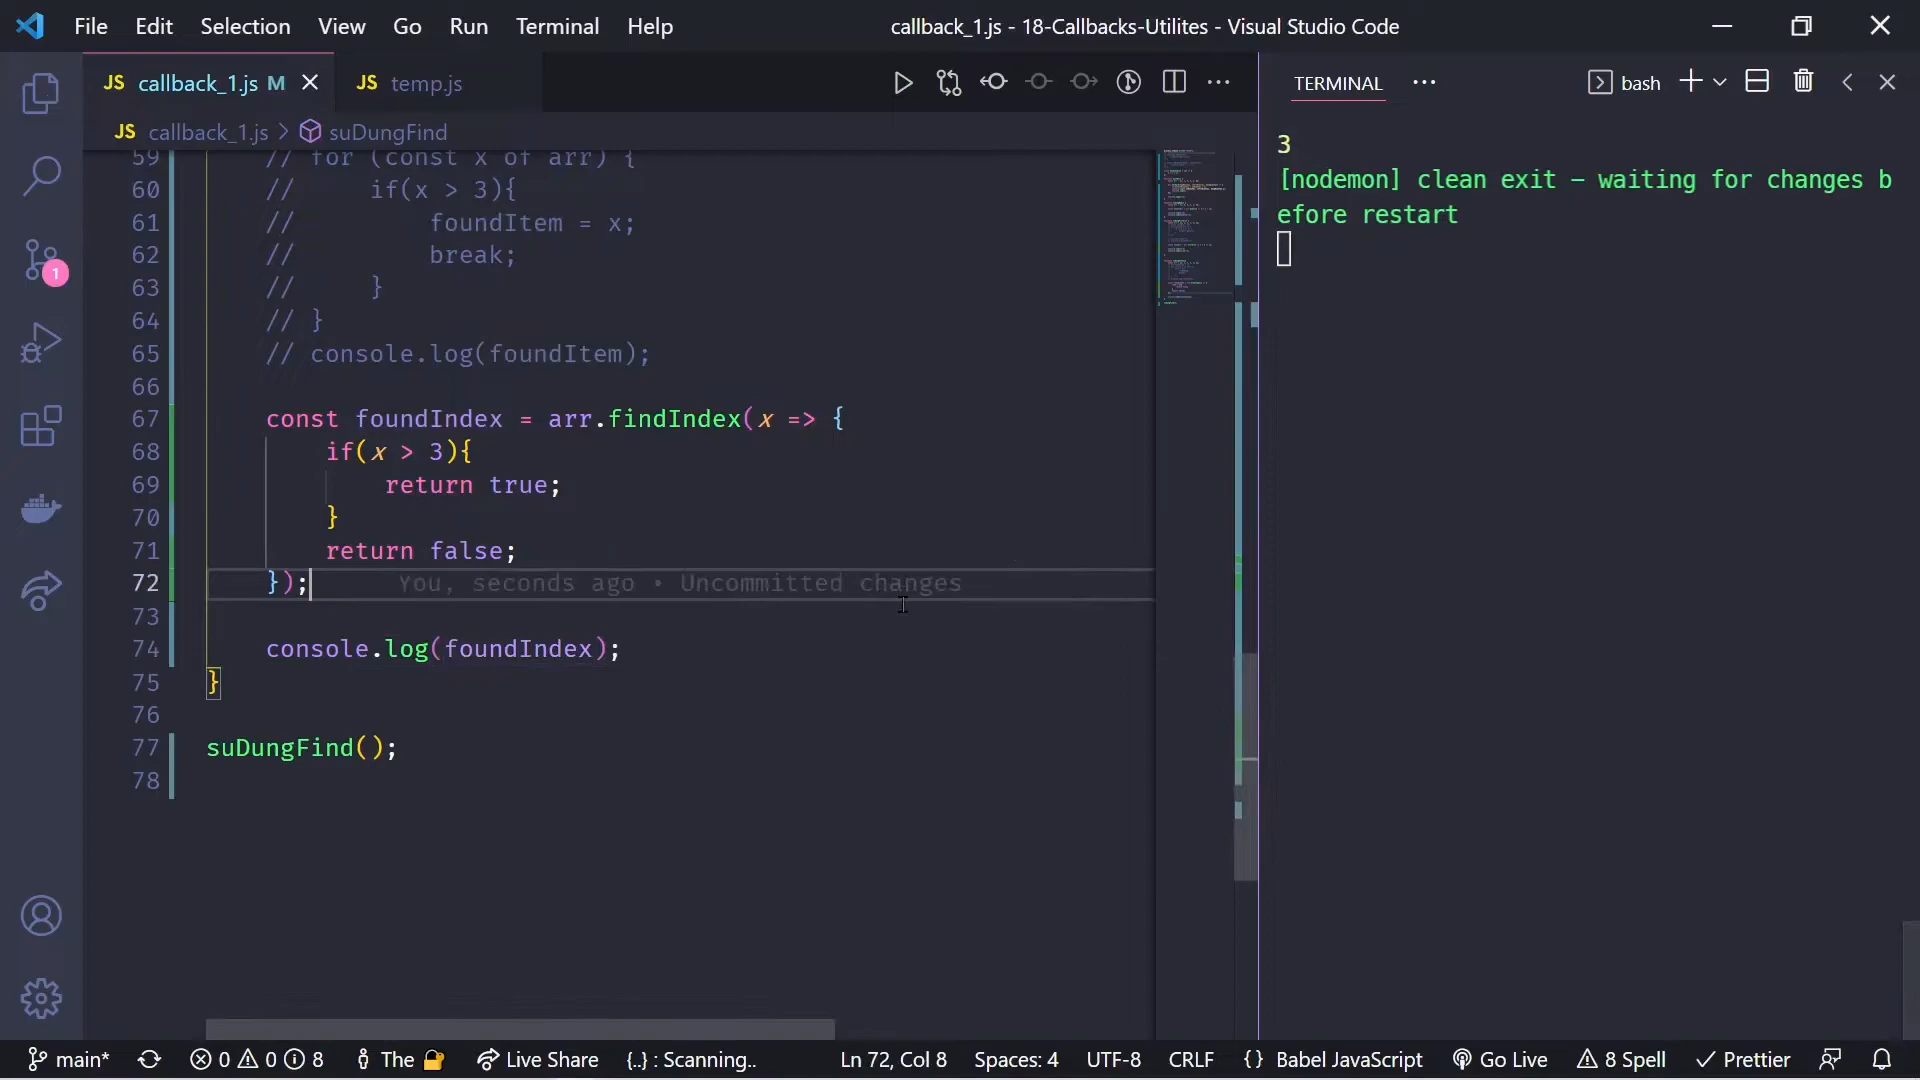 File Edit Selection View Go Run Terminal Help callback_1.js - 18-Callbacks-Utilites - Visual Studio Code
JS callback_1.js M JS temp.js
JS callback_1.js > suDungFind
59 // for (const x of arr) {
60 // if(x > 3){
61 // foundItem = x;
62 // break;
63 // }
64 // }
65 // console.log(foundItem);
66
67 const foundIndex = arr.findIndex(x => {
68 if(x > 3){
69 return true;
70 }
71 return false;
72 }); You, seconds ago • Uncommitted changes
73
74 console.log(foundIndex);
75 }
76
77 suDungFind();
78
TERMINAL bash
3
[nodemon] clean exit - waiting for changes b
efore restart
1
main* 0 0 8 The Live Share {..} : Scanning.. Ln 72, Col 8 Spaces: 4 UTF-8 CRLF {} Babel JavaScript Go Live 8 Spell Prettier